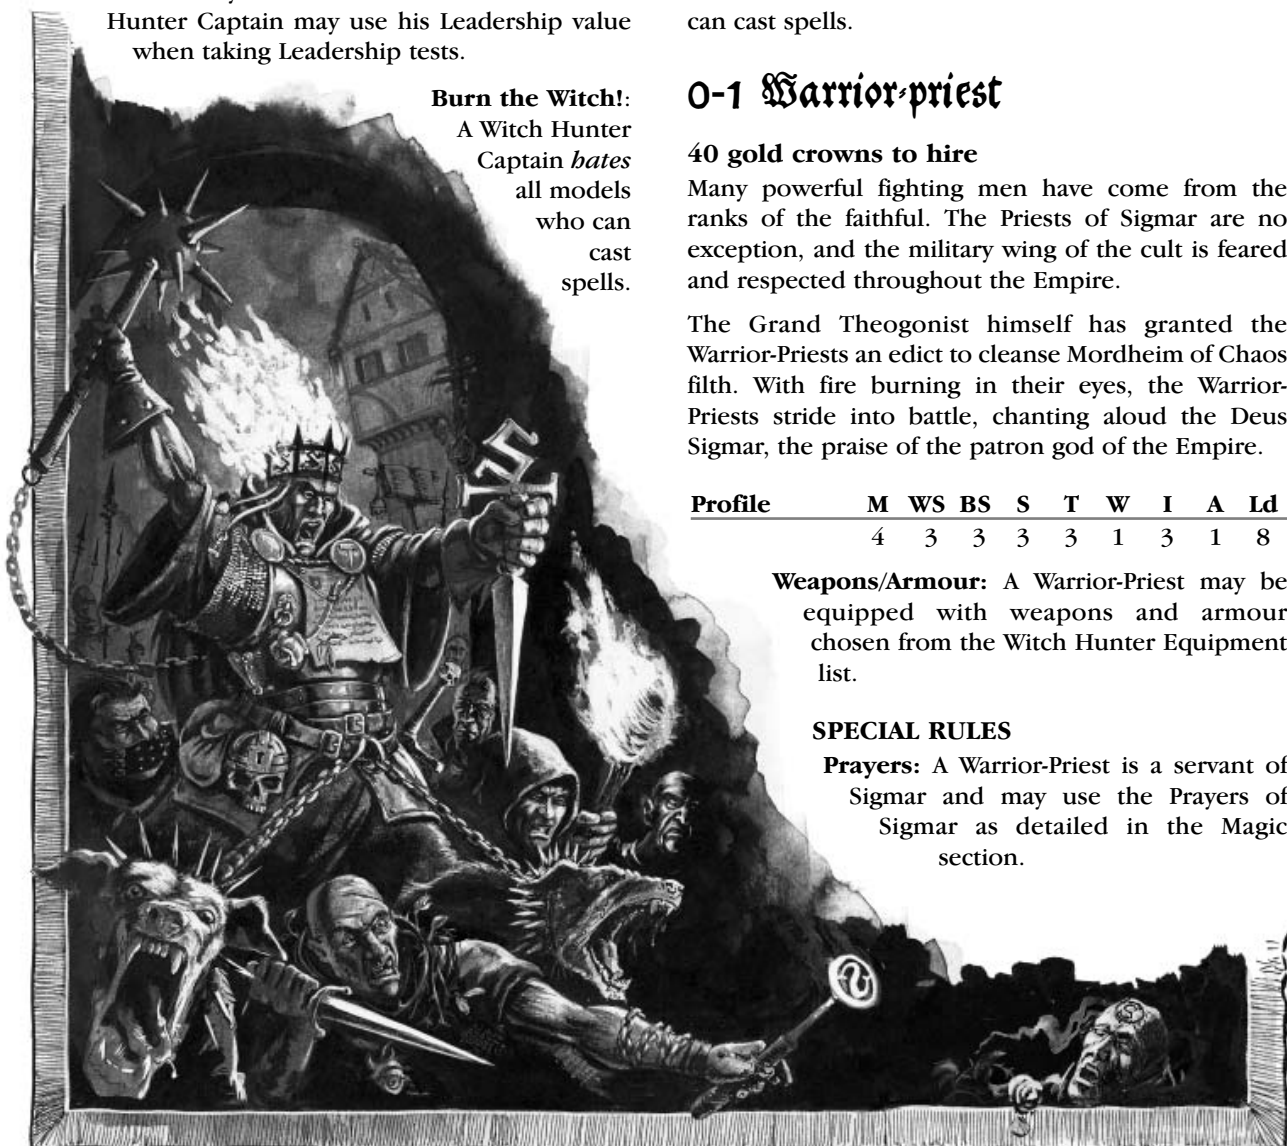 Hunter Captain may use his Leadership value
when taking Leadership tests.
Burn the Witch!:
A Witch Hunter
Captain hates
all models
who can
cast
spells.
can cast spells.
0-1 Warrior-priest
40 gold crowns to hire
Many powerful fighting men have come from the
ranks of the faithful. The Priests of Sigmar are no
exception, and the military wing of the cult is feared
and respected throughout the Empire.
The Grand Theogonist himself has granted the
Warrior-Priests an edict to cleanse Mordheim of Chaos
filth. With fire burning in their eyes, the Warrior-
Priests stride into battle, chanting aloud the Deus
Sigmar, the praise of the patron god of the Empire.
Profile M WS BS S T W I A Ld
4 3 3 3 3 1 3 1 8
Weapons/Armour: A Warrior-Priest may be
equipped with weapons and armour
chosen from the Witch Hunter Equipment
list.
SPECIAL RULES
Prayers: A Warrior-Priest is a servant of
Sigmar and may use the Prayers of
Sigmar as detailed in the Magic
section.